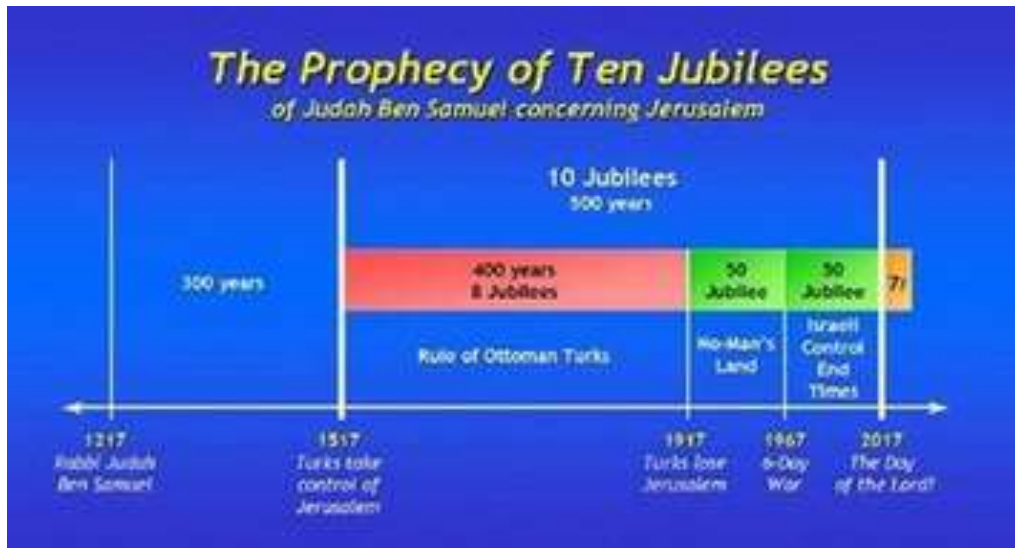 The Prophecy of Ten Jubilees
of Judah Ben Samuel concerning Jerusalem
10 Jubilees
500 years
300 years
400 years
8 Jubilees
50
Jubilee
50
Jubilee
Rule of Ottoman Turks
No-Man's
Land
Israeli
Control
End
Times
1217
Rabbi Judah
Ben Samuel
1517
Turks take
control of
Jerusalem
1917
Turks lose
Jerusalem
1967
6-Day
War
2017
The Day
of the Lord?